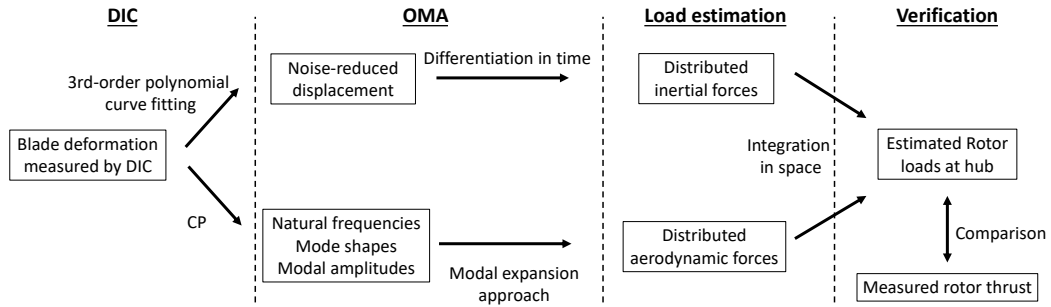 DIC
OMA
Load estimation
Verification
3rd-order polynomial
curve fitting
Noise-reduced
displacement
Differentiation in time
Distributed
inertial forces
Blade deformation
measured by DIC
Integration
in space
Estimated Rotor
loads at hub
CP
Natural frequencies
Mode shapes
Modal amplitudes
Modal expansion
approach
Distributed
aerodynamic forces
Comparison
Measured rotor thrust